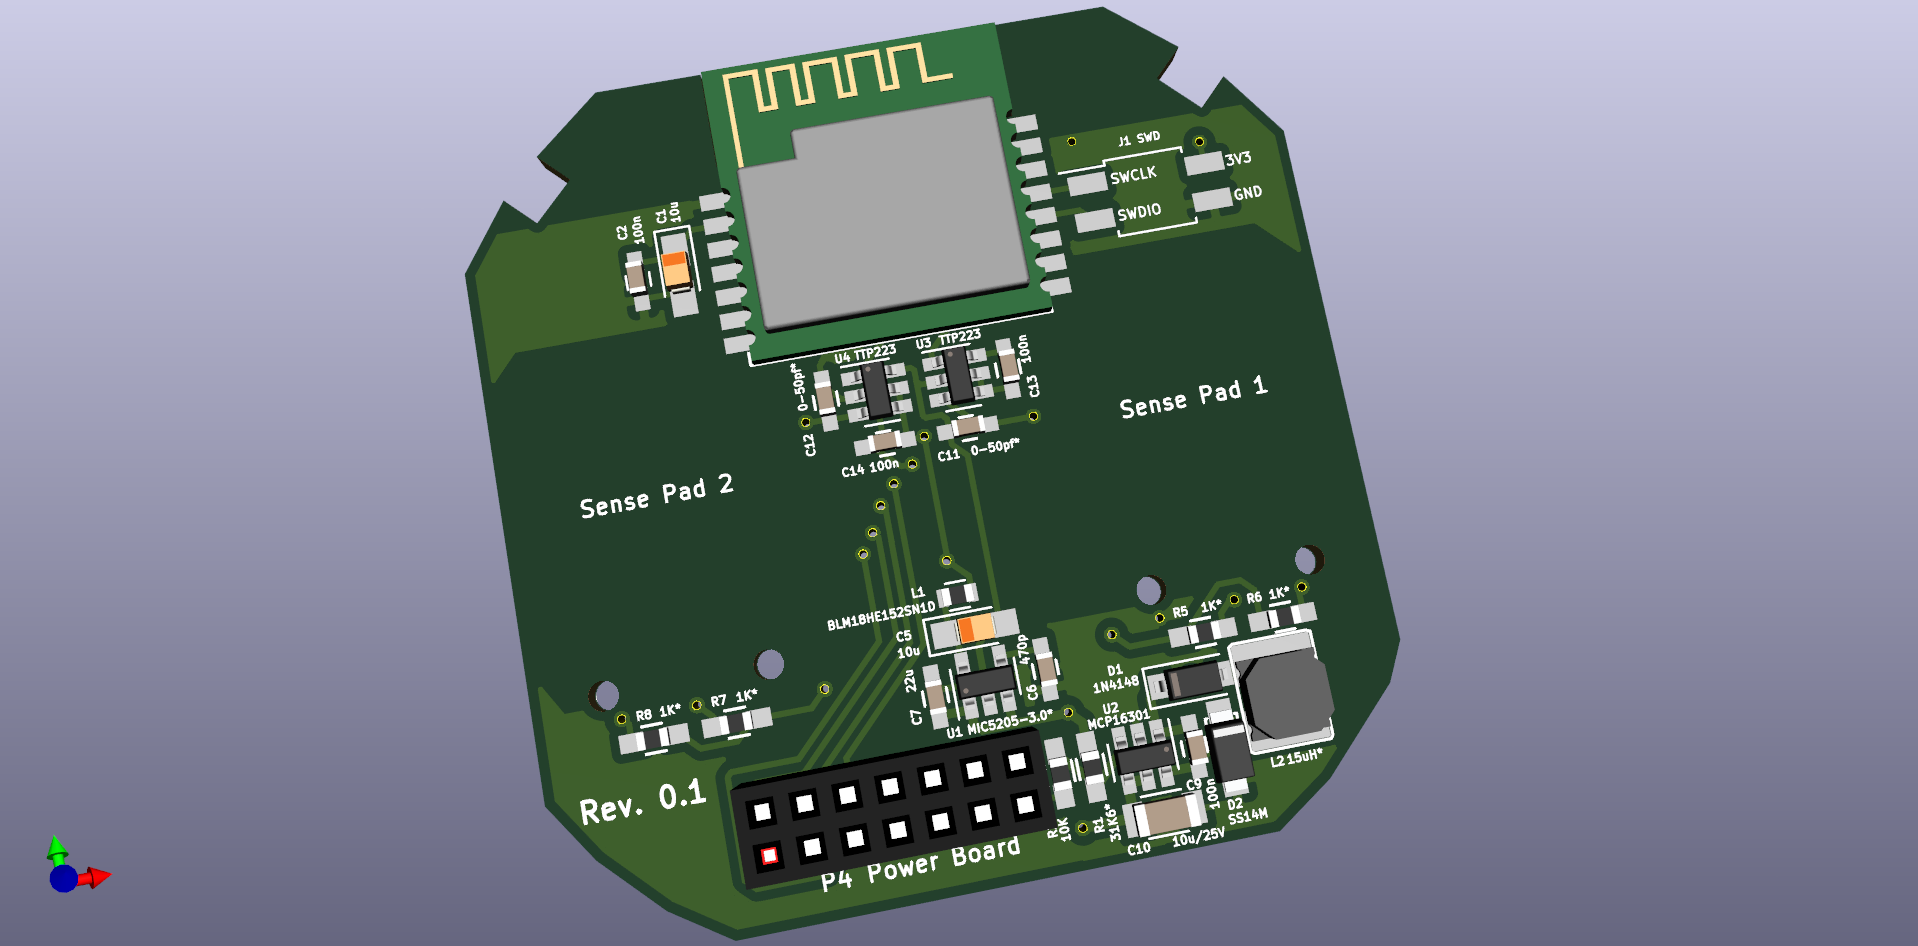 J1 SWD
3V3
SWCLK
GND
SWDIO
C2
100n
C1
10u
U4 TTP223
U3 TTP223
100n
C13
0-50pf*
C12
C14 100n
C11 0-50pf*
Sense Pad 1
Sense Pad 2
L1
BLM18HE152SN1D
C5
10u
470p
C6
22u
C7
U1 MIC5205-3.0*
R5 1K*
R6 1K*
D1
1N4148
U2
MCP16301
L2 15uH*
R8 1K*
R7 1K*
C9
100n
D2
SS14M
10K
R1
31K6*
C10
10u/25V
Rev. 0.1
P4 Power Board